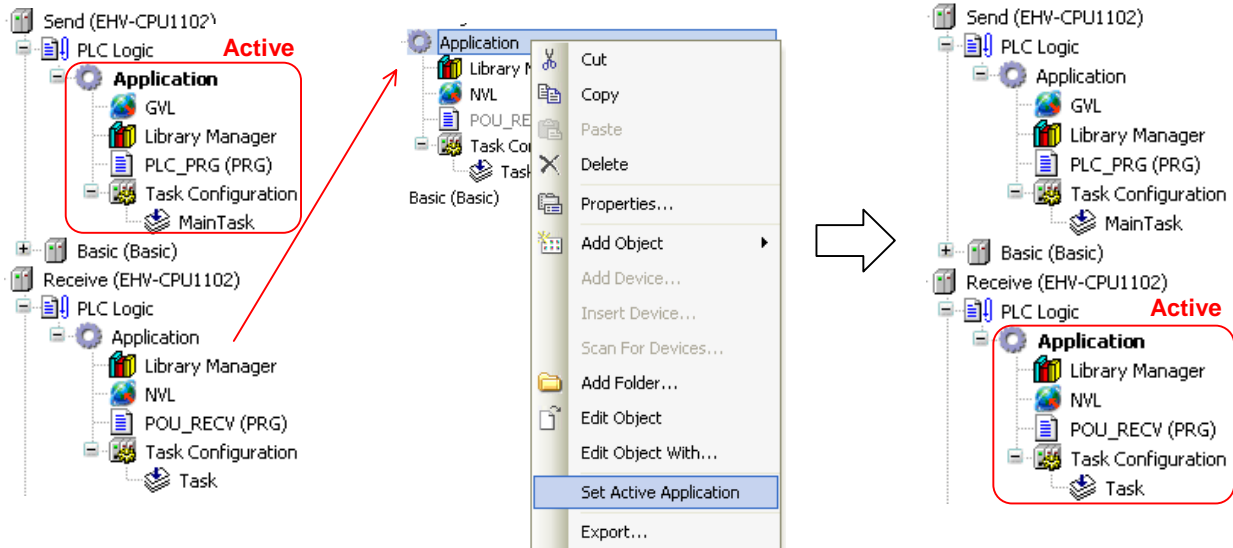 Send (EHV-CPU1102)
PLC Logic
Active
Application
GVL
Library Manager
PLC_PRG (PRG)
Task Configuration
MainTask
Basic (Basic)
Receive (EHV-CPU1102)
PLC Logic
Application
Library Manager
NVL
POU_RECV (PRG)
Task Configuration
Task
Application
Library M
NVL
POU_RE
Task Co
Task
Basic (Basic)
Cut
Copy
Paste
Delete
Properties...
Add Object
Add Device...
Insert Device...
Scan For Devices...
Add Folder...
Edit Object
Edit Object With...
Set Active Application
Export...
Send (EHV-CPU1102)
PLC Logic
Application
GVL
Library Manager
PLC_PRG (PRG)
Task Configuration
MainTask
Basic (Basic)
Receive (EHV-CPU1102)
PLC Logic
Active
Application
Library Manager
NVL
POU_RECV (PRG)
Task Configuration
Task